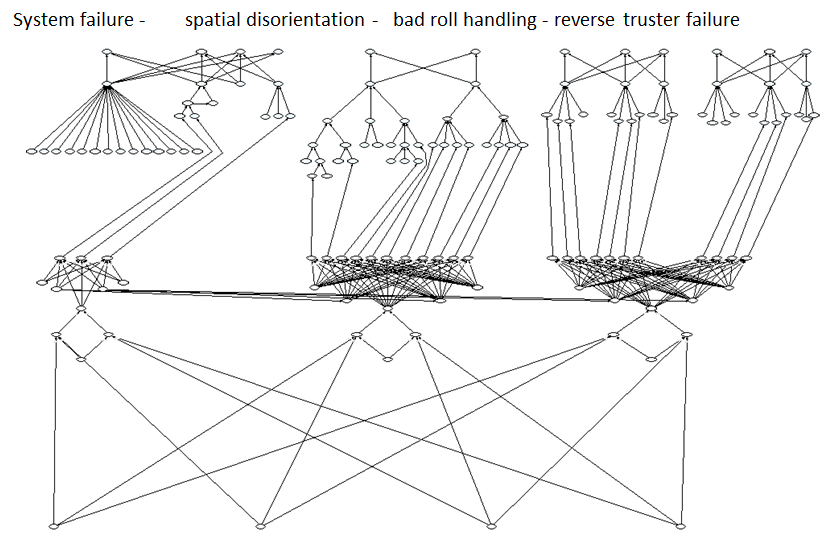 System failure - spatial disorientation - bad roll handling - reverse truster failure